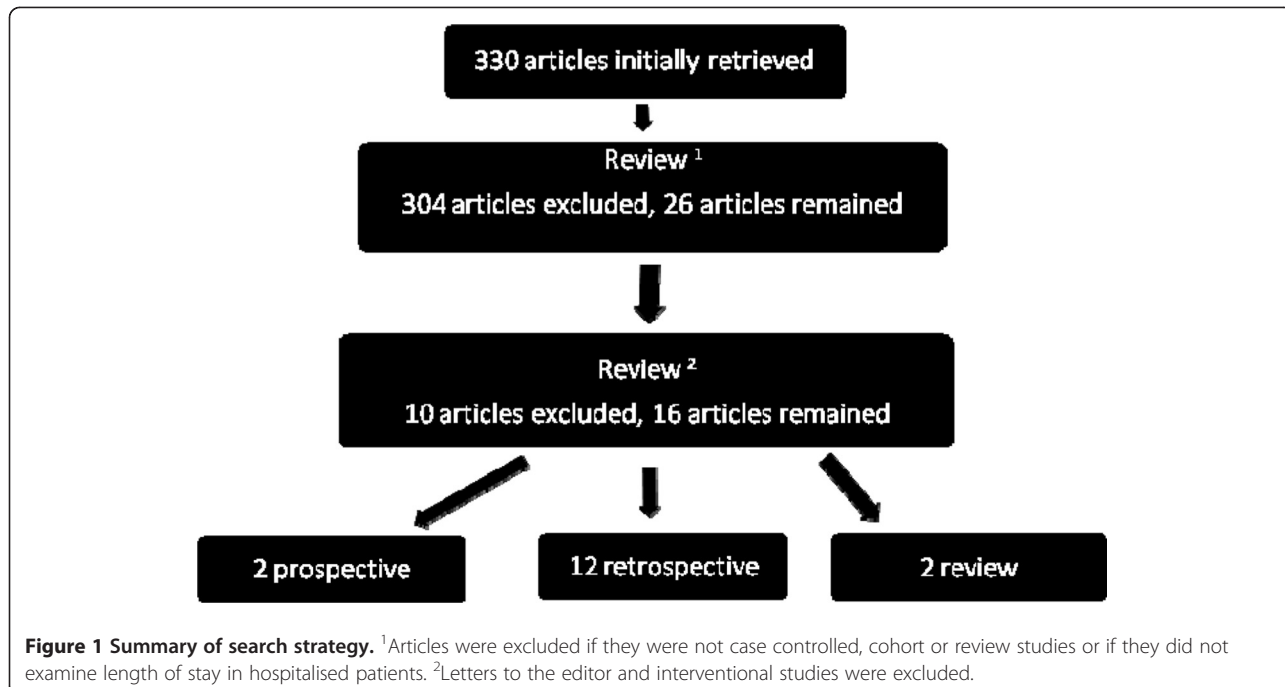 330 articles initially retrieved
Review ¹
304 articles excluded, 26 articles remained
Review ²
10 articles excluded, 16 articles remained
2 prospective
12 retrospective
2 review
Figure 1 Summary of search strategy. ¹Articles were excluded if they were not case controlled, cohort or review studies or if they did not
examine length of stay in hospitalised patients. ²Letters to the editor and interventional studies were excluded.